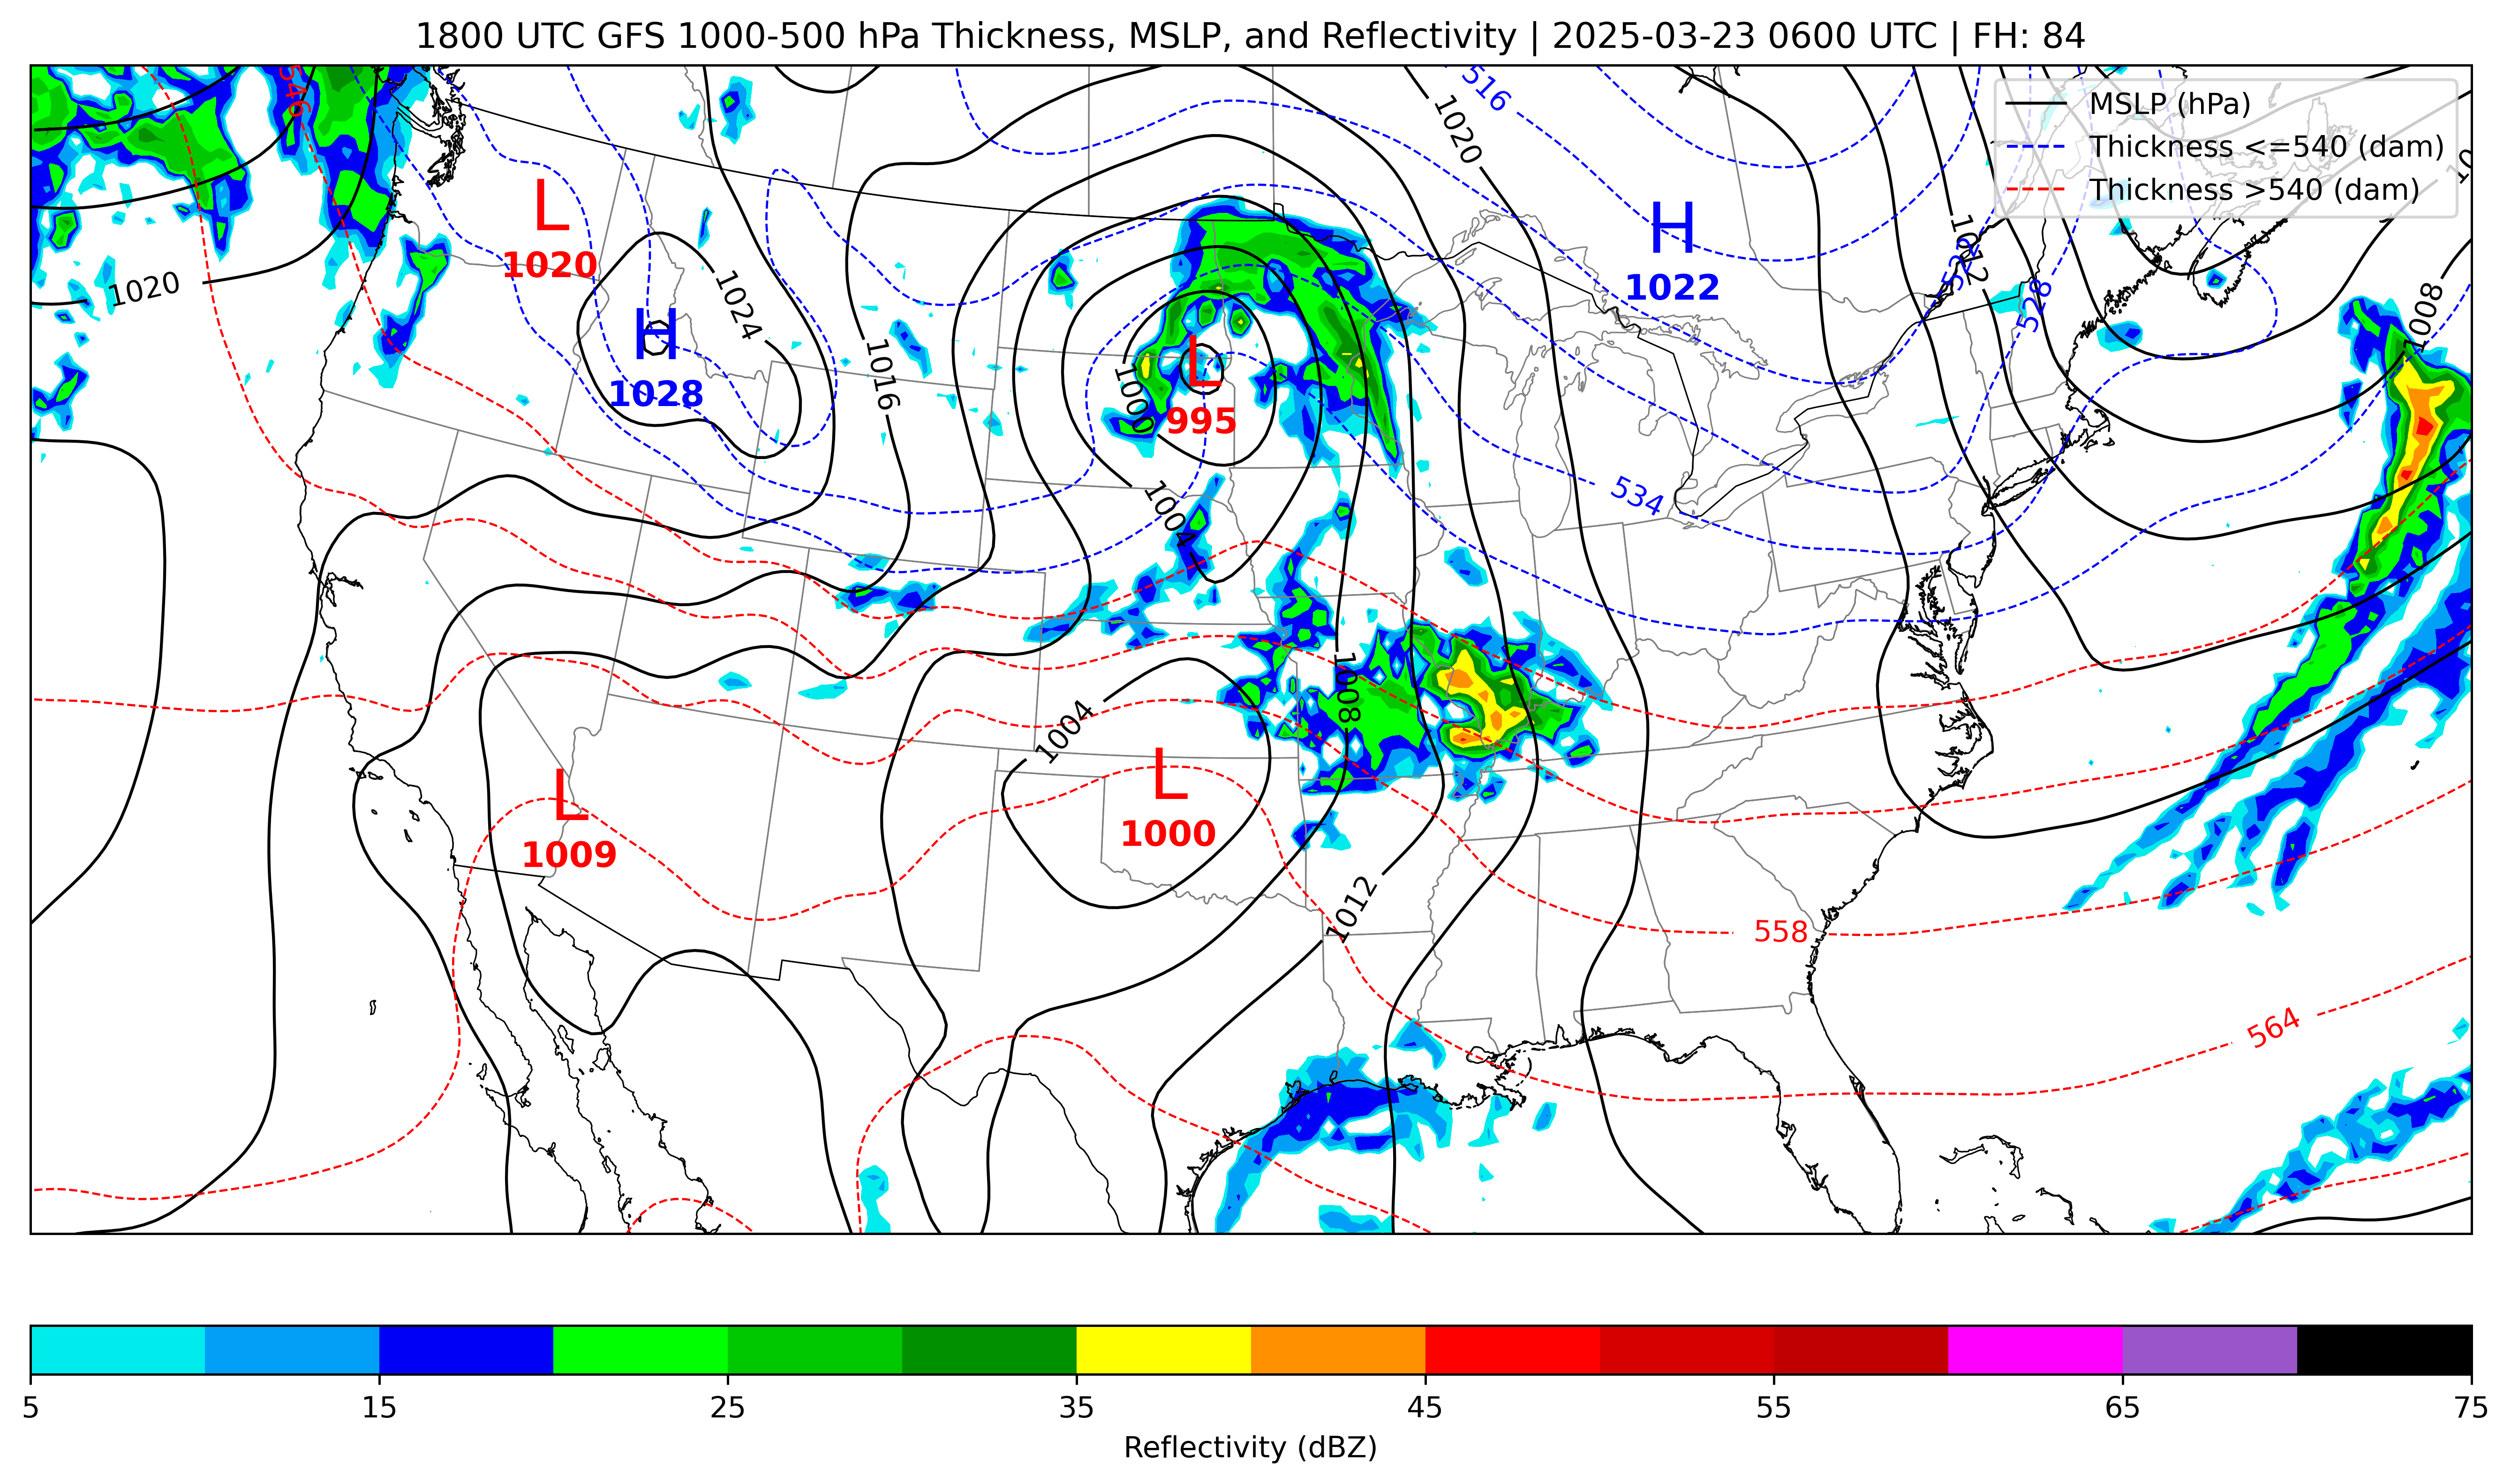 1800 UTC GFS 1000-500 hPa Thickness, MSLP, and Reflectivity | 2025-03-23 0600 UTC | FH: 84
MSLP (hPa)
Thickness <=540 (dam)
Thickness >540 (dam)
546
516
1020
L
1020
H
1022
1012
532
528
1020
1024
H
1028
1016
1000
L
995
1008
1004
534
1008
1004
L
1009
L
1000
1012
558
564
5
15
25
35
45
55
65
75
Reflectivity (dBZ)